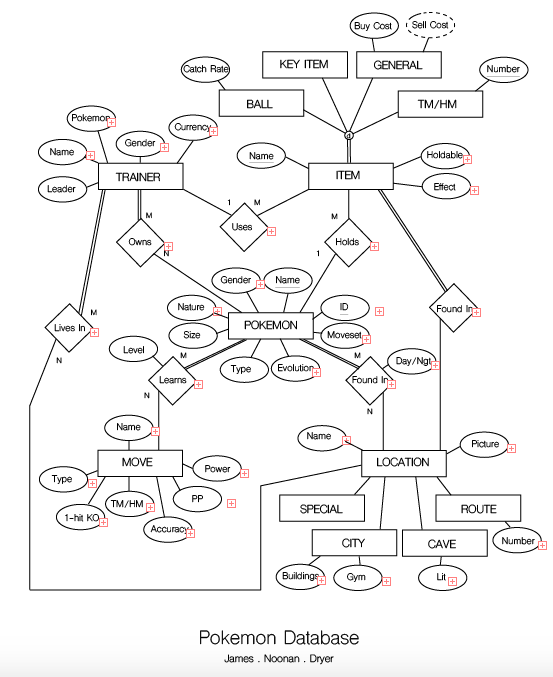 Buy Cost
Sell Cost
KEY ITEM
GENERAL
Catch Rate
Number
BALL
TM/HM
d
Pokemon
Currency
Gender
Name
Name
Holdable
TRAINER
ITEM
Effect
Leader
1
M
M
M
Uses
Owns
Holds
N
1
Gender
Name
Nature
ID
Found In
POKEMON
Lives In
M
Size
Moveset
Level
M
M
Day/Ngt
N
Type
Evolution
Learns
Found In
N
N
Name
Name
Picture
MOVE
Power
LOCATION
Type
PP
TM/HM
SPECIAL
ROUTE
1-hit KO
Accuracy
CITY
CAVE
Number
Buildings
Gym
Lit
Pokemon Database
James . Noonan . Dryer